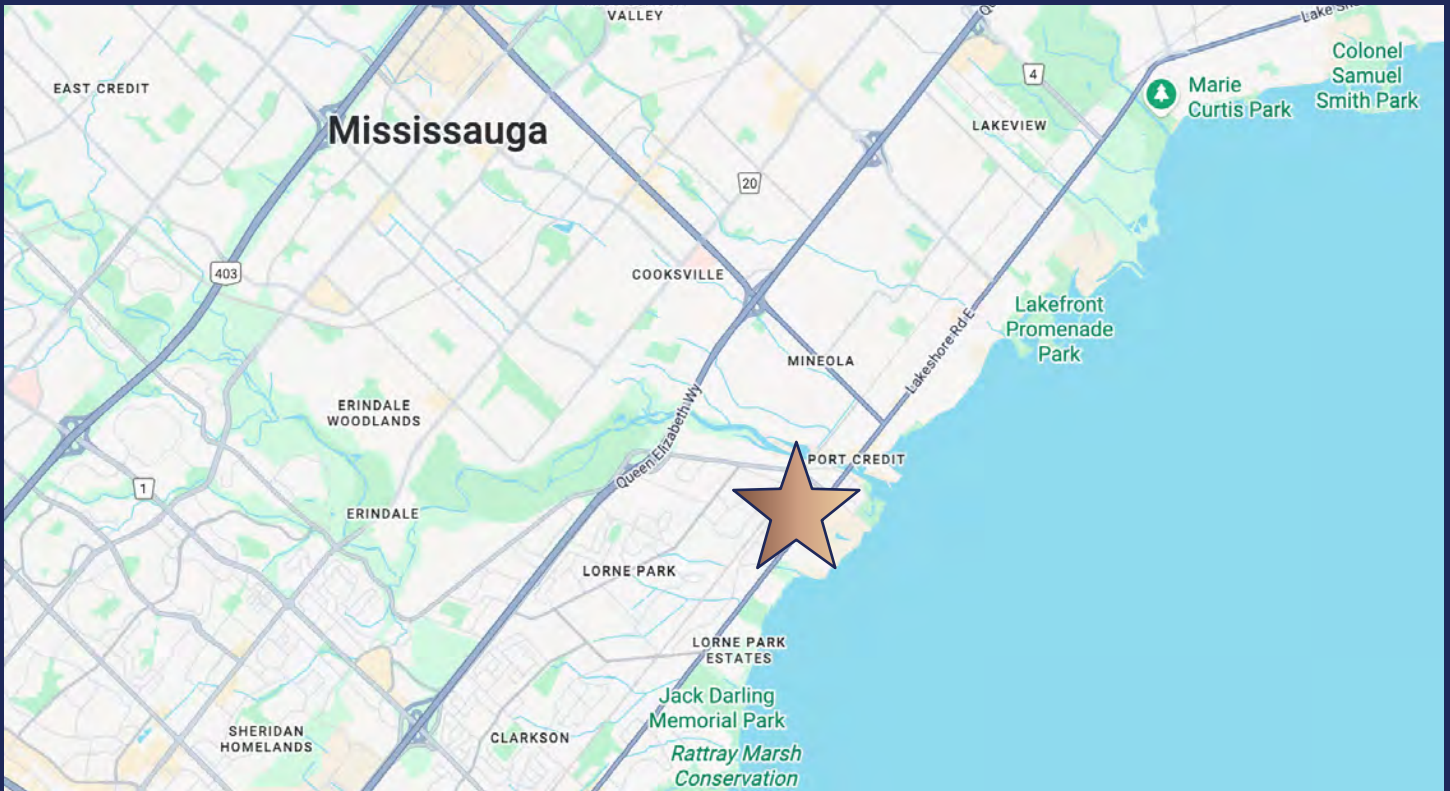 VALLEY
Lake Sh
Colonel
Samuel
Smith Park
EAST CREDIT
4
Marie
Curtis Park
Mississauga
LAKEVIEW
20
403
COOKSVILLE
Lakefront
Promenade
Park
Lakeshore Rd E
MINEOLA
Queen Elizabeth Wy
ERINDALE
WOODLANDS
PORT CREDIT
1
ERINDALE
LORNE PARK
LORNE PARK
ESTATES
Jack Darling
Memorial Park
SHERIDAN
HOMELANDS
CLARKSON
Rattray Marsh
Conservation